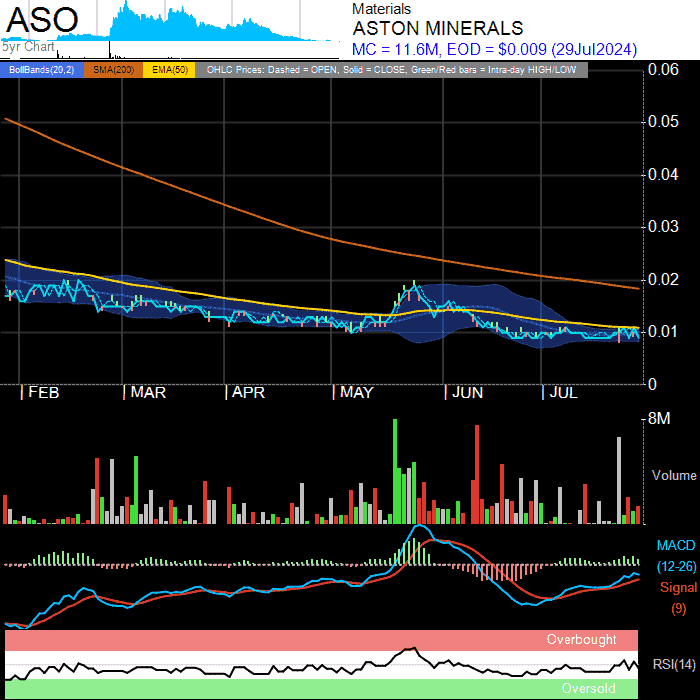 ASO
5yr Chart
Materials
ASTON MINERALS
MC = 11.6M, EOD = $0.009 (29Jul2024)
BollBands(20,2) SMA(200) EMA(50) OHLC Prices: Dashed = OPEN, Solid = CLOSE, Green/Red bars = Intra-day HIGH/LOW
0.06
0.05
0.04
0.03
0.02
0.01
0
FEB MAR APR MAY JUN JUL
8M
Volume
MACD
(12-26)
Signal
(9)
Overbought
RSI(14)
Oversold